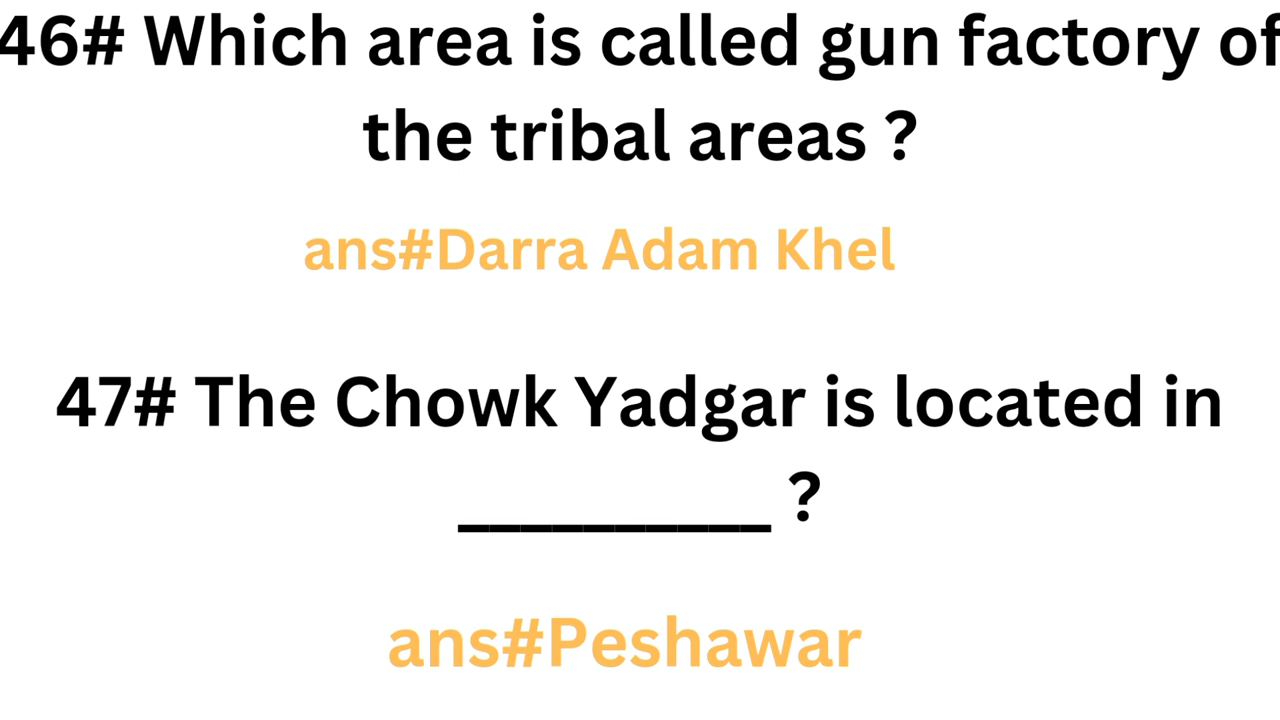 46# Which area is called gun factory of
the tribal areas ?
ans#Darra Adam Khel
47# The Chowk Yadgar is located in
__________ ?
ans#Peshawar